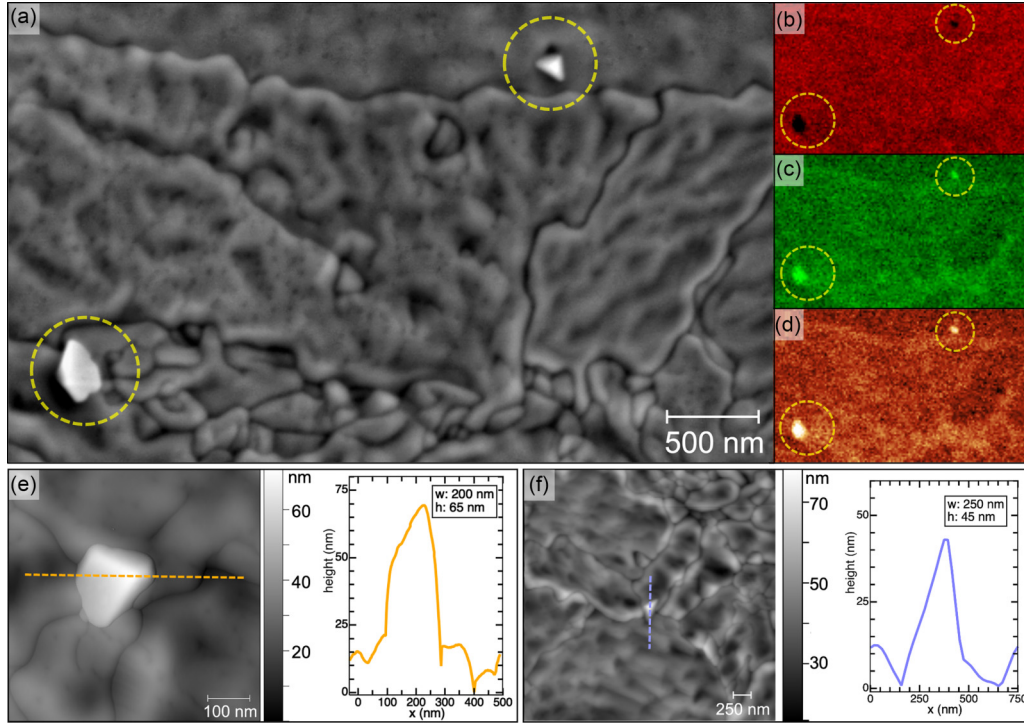 (a)
500 nm
(b)
(c)
(d)
(e)
100 nm
nm
60
40
20
75
50
25
0
height (nm)
w: 200 nm
h: 65 nm
0 100 200 300 400 500
x (nm)
(f)
250 nm
nm
70
50
30
50
25
0
height (nm)
w: 250 nm
h: 45 nm
0 250 500 750
x (nm)